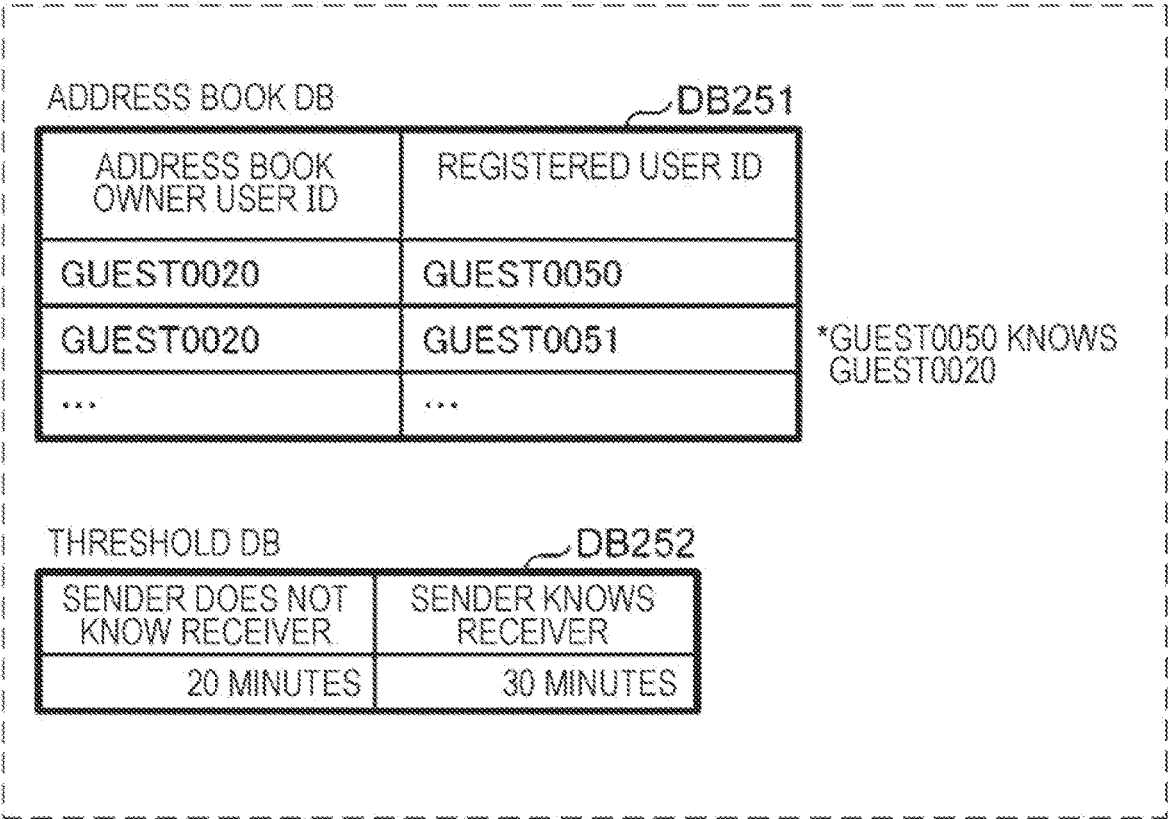 ADDRESS BOOK DB
DB251
ADDRESS BOOK
OWNER USER ID
REGISTERED USER ID
GUEST0020
GUEST0050
GUEST0020
GUEST0051
*GUEST0050 KNOWS
GUEST0020
...
...
THRESHOLD DB
DB252
SENDER DOES NOT
KNOW RECEIVER
SENDER KNOWS
RECEIVER
20 MINUTES
30 MINUTES